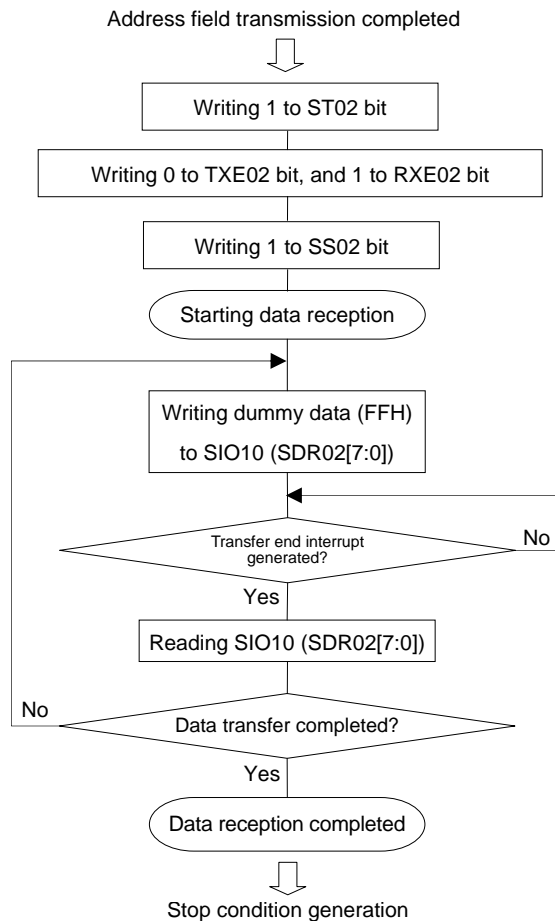 Address field transmission completed
Writing 1 to ST02 bit
Writing 0 to TXE02 bit, and 1 to RXE02 bit
Writing 1 to SS02 bit
Starting data reception
Writing dummy data (FFH)
to SIO10 (SDR02[7:0])
Transfer end interrupt
generated?
No
Yes
Reading SIO10 (SDR02[7:0])
No
Data transfer completed?
Yes
Data reception completed
Stop condition generation